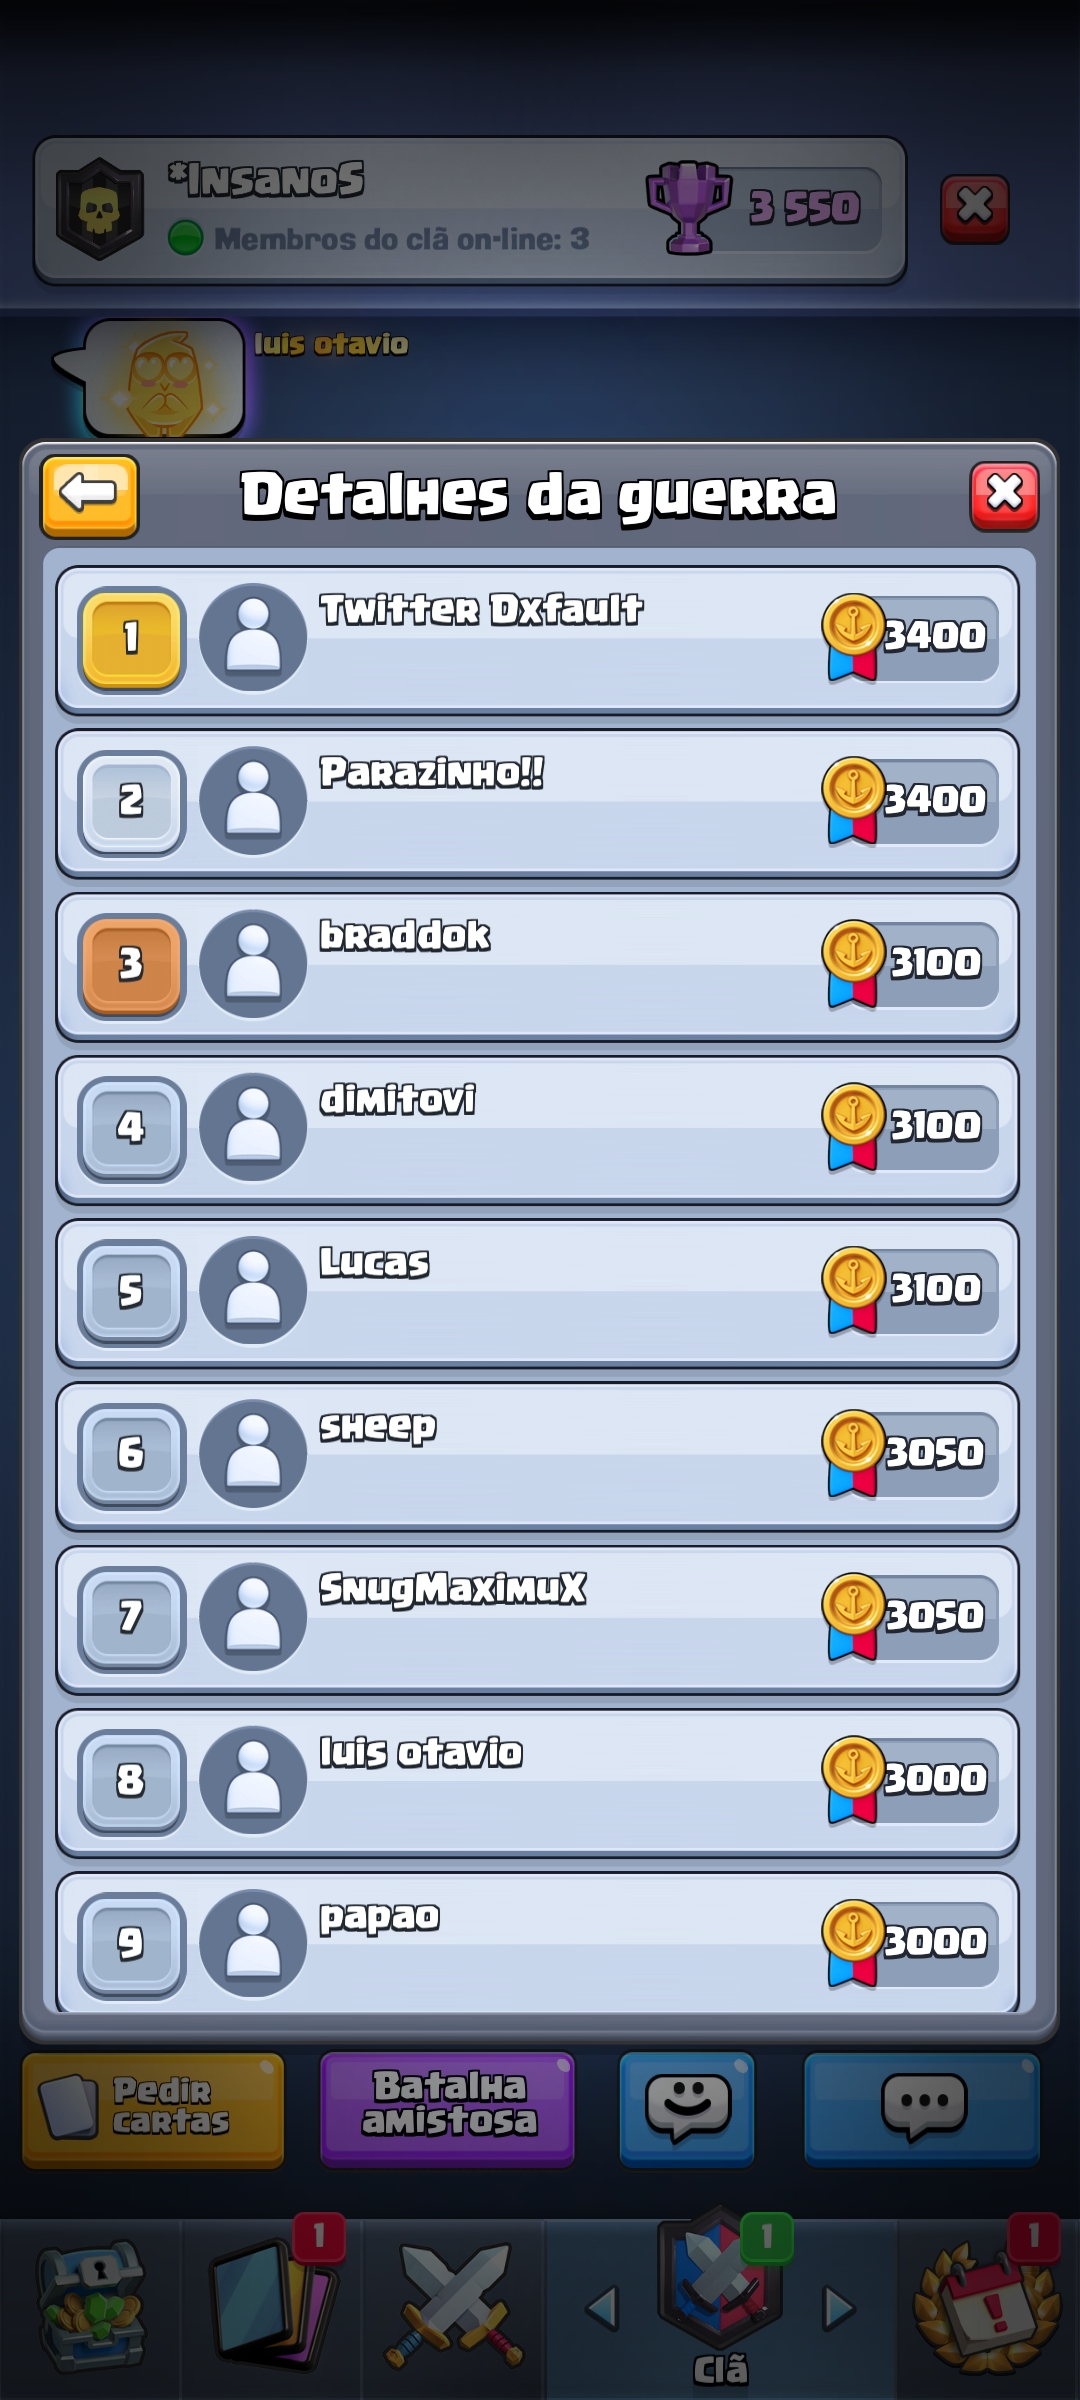 *InsanoS
3 550
Membros do clã on-line: 3
luis otavio
Detalhes da guerra
1
Twitter Dxfault
3400
2
Parazinho!!
3400
3
braddok
3100
4
dimitovi
3100
5
Lucas
3100
6
sheep
3050
7
SnugMaximuX
3050
8
luis otavio
3000
9
papao
3000
Pedir
cartas
Batalha
amistosa
1
1
1
Clã